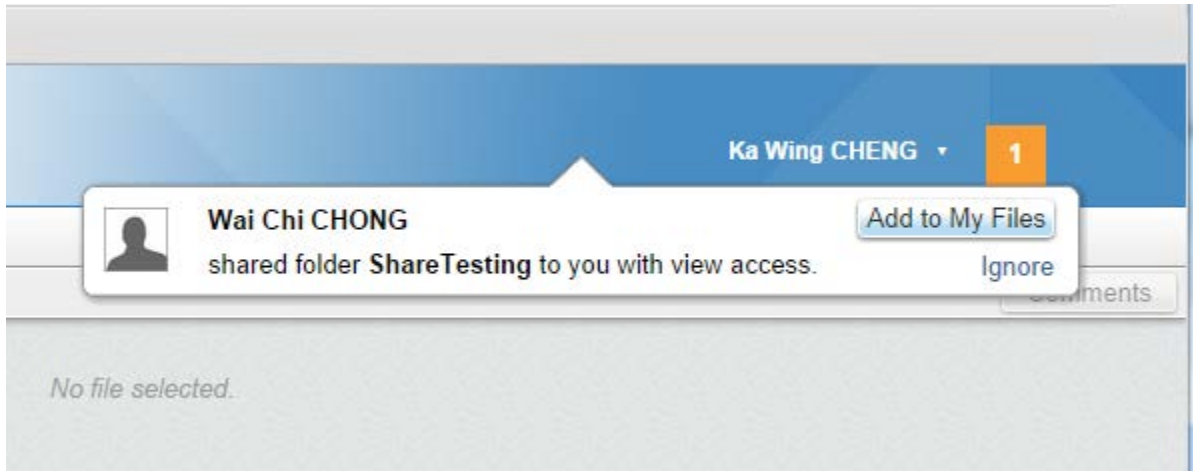 Ka Wing CHENG
1
Wai Chi CHONG
Add to My Files
shared folder ShareTesting to you with view access.
Ignore
Comments
No file selected.